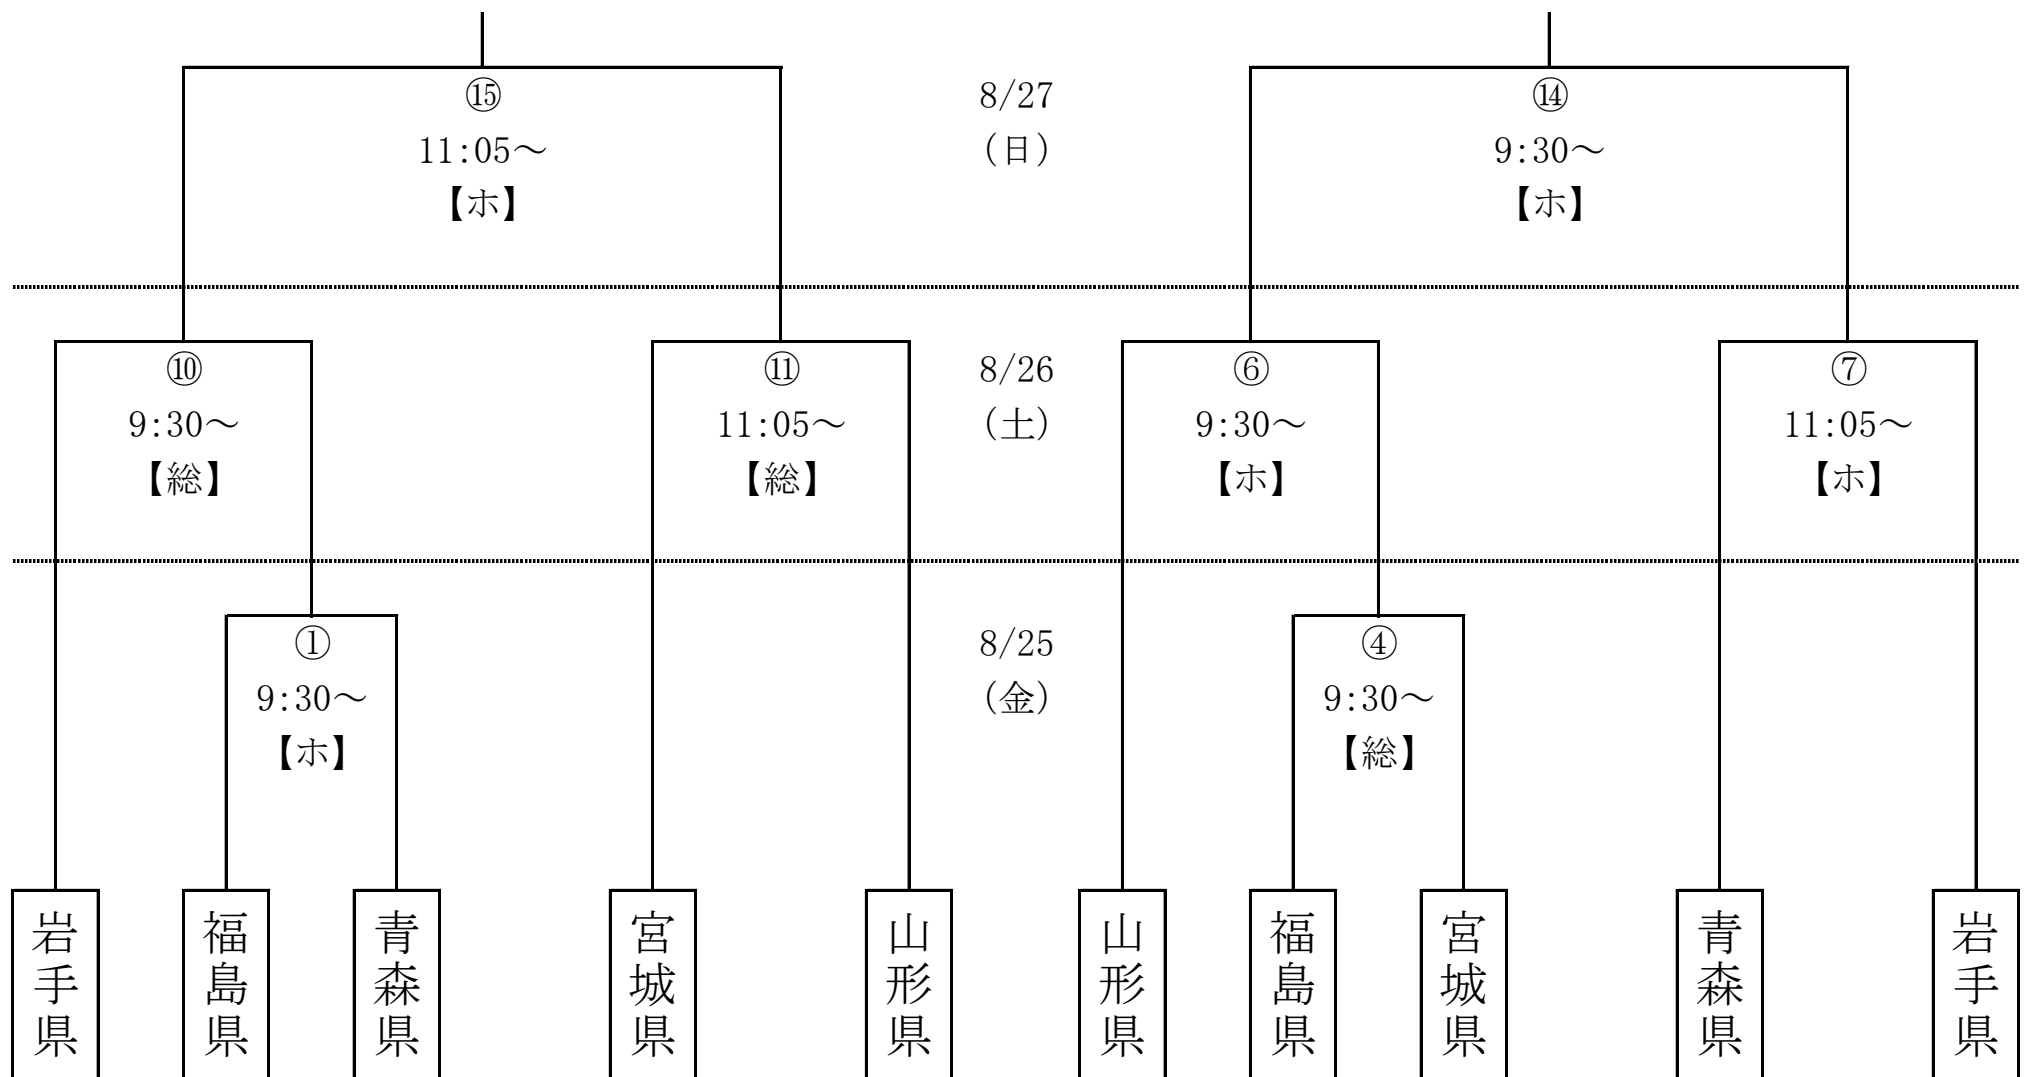 ⑮
11:05～
【ホ】
8/27
(日)
⑭
9:30～
【ホ】
⑩
9:30～
【総】
⑪
11:05～
【総】
8/26
(土)
⑥
9:30～
【ホ】
⑦
11:05～
【ホ】
①
9:30～
【ホ】
8/25
(金)
④
9:30～
【総】
岩手県
福島県
青森県
宮城県
山形県
山形県
福島県
宮城県
青森県
岩手県